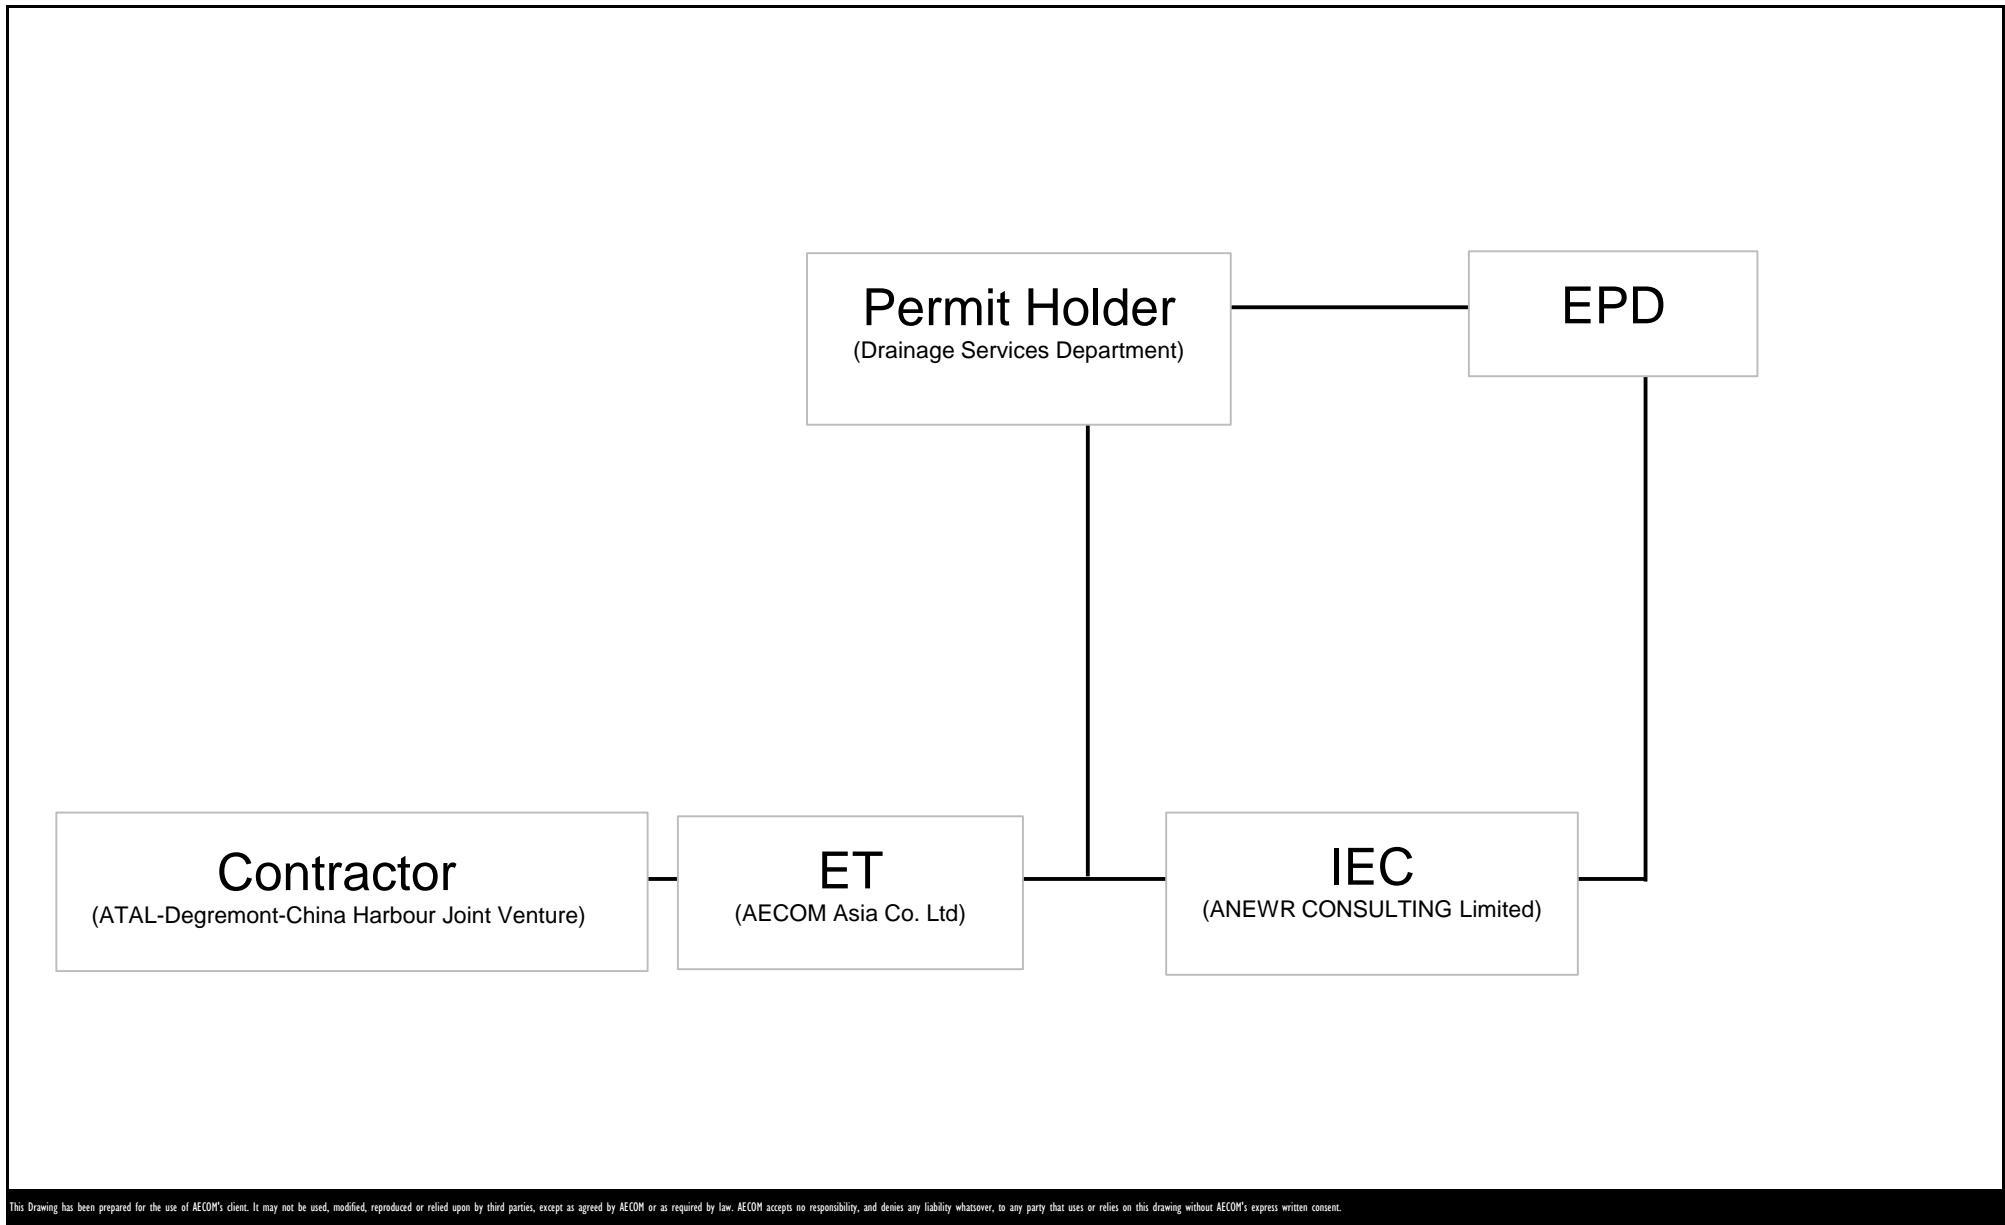 Permit Holder
(Drainage Services Department)
EPD
Contractor
(ATAL-Degremont-China Harbour Joint Venture)
ET
(AECOM Asia Co. Ltd)
IEC
(ANEWR CONSULTING Limited)
This Drawing has been prepared for the use of AECOM's client. It may not be used, modified, reproduced or relied upon by third parties, except as agreed by AECOM or as required by law. AECOM accepts no responsibility, and denies any liability whatsover, to any party that uses or relies on this drawing without AECOM's express written consent.